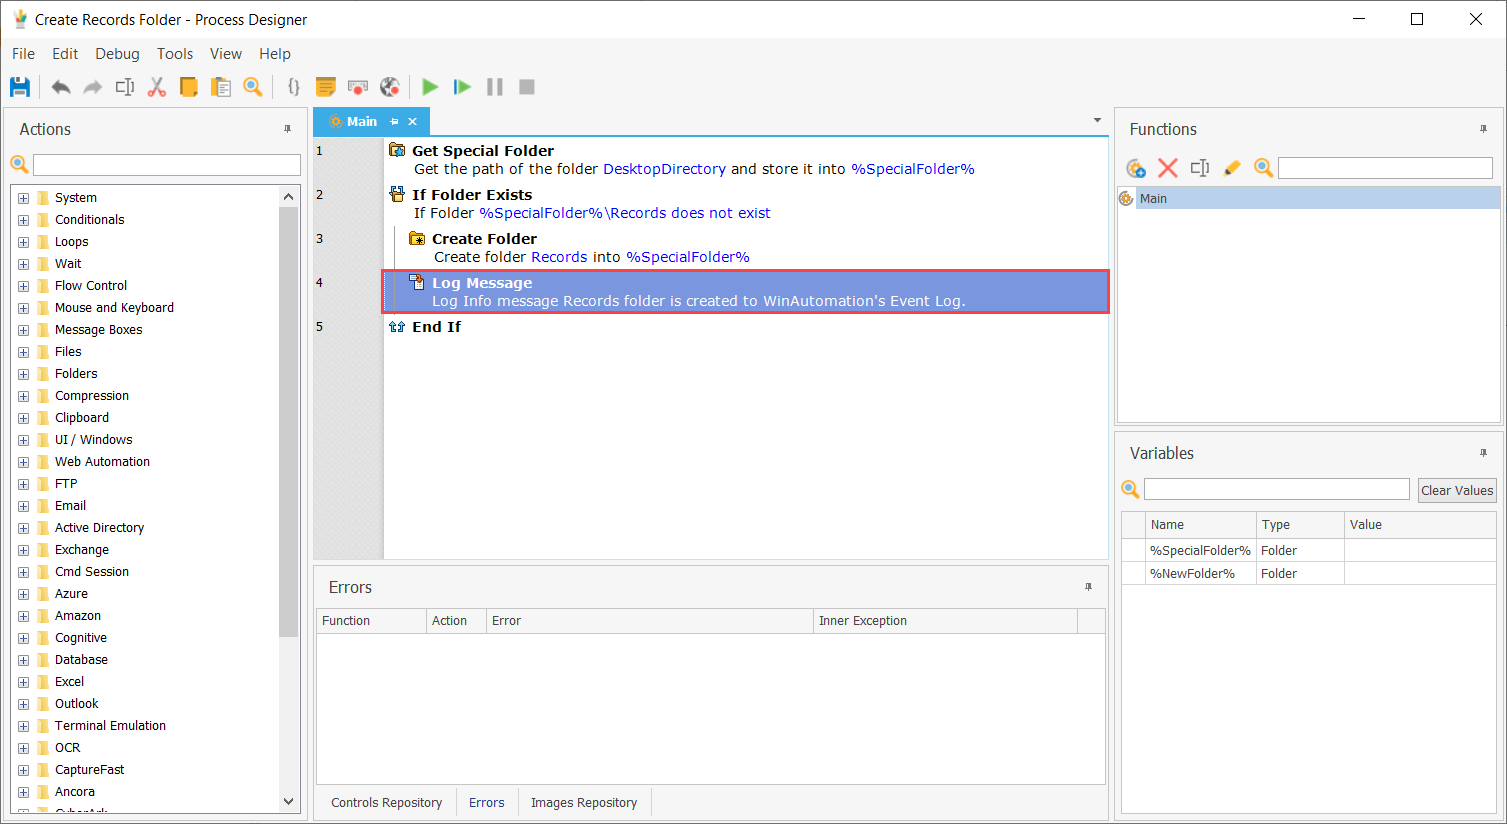 Create Records Folder - Process Designer
File Edit Debug Tools View Help
Actions
System
Conditionals
Loops
Wait
Flow Control
Mouse and Keyboard
Message Boxes
Files
Folders
Compression
Clipboard
UI / Windows
Web Automation
FTP
Email
Active Directory
Exchange
Cmd Session
Azure
Amazon
Cognitive
Database
Excel
Outlook
Terminal Emulation
OCR
CaptureFast
Ancora
Main
1 Get Special Folder
Get the path of the folder DesktopDirectory and store it into %SpecialFolder%
2 If Folder Exists
If Folder %SpecialFolder%\Records does not exist
3 Create Folder
Create folder Records into %SpecialFolder%
4 Log Message
Log Info message Records folder is created to WinAutomation's Event Log.
5 End If
Errors
Function Action Error Inner Exception
Controls Repository Errors Images Repository
Functions
Main
Variables
Clear Values
Name Type Value
%SpecialFolder% Folder
%NewFolder% Folder